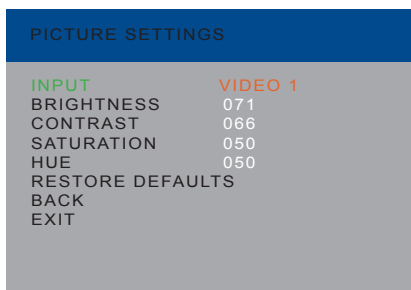 PICTURE SETTINGS
INPUT VIDEO 1
BRIGHTNESS 071
CONTRAST 066
SATURATION 050
HUE 050
RESTORE DEFAULTS
BACK
EXIT